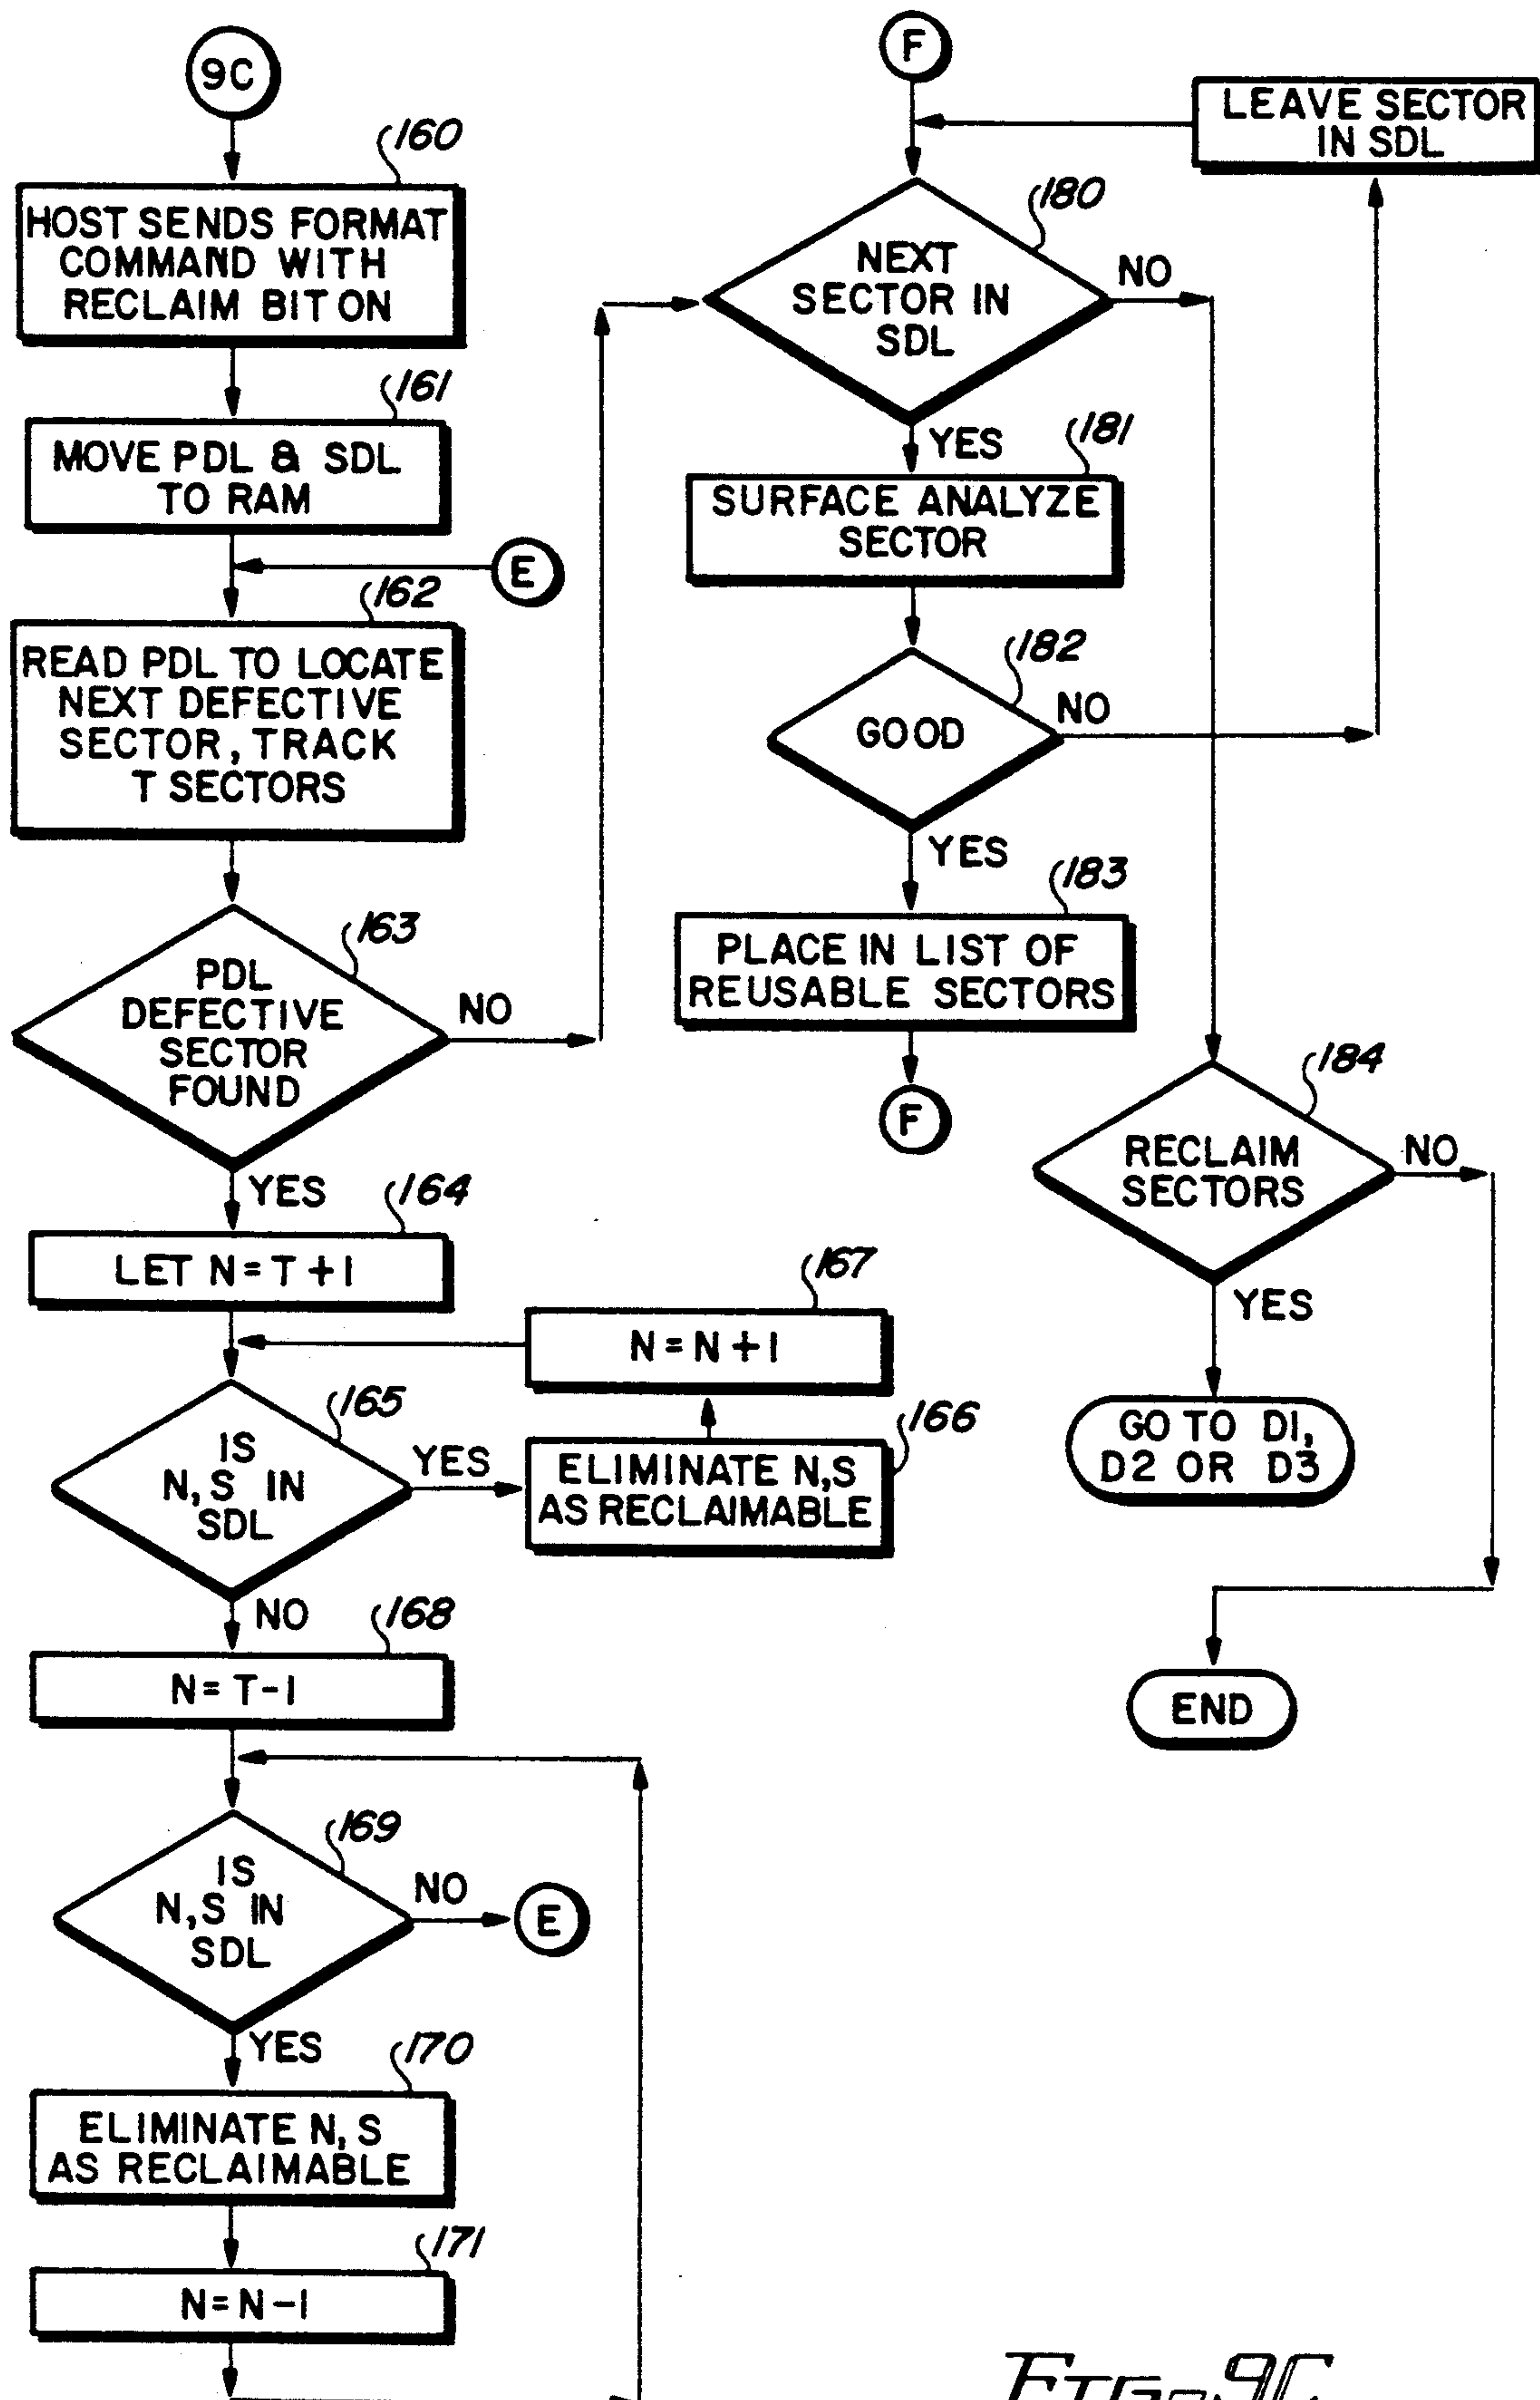 9C
160
HOST SENDS FORMAT
COMMAND WITH
RECLAIM BIT ON
161
MOVE PDL & SDL
TO RAM
E
162
READ PDL TO LOCATE
NEXT DEFECTIVE
SECTOR, TRACK
T SECTORS
163
PDL
DEFECTIVE
SECTOR
FOUND
NO
YES
164
LET N = T + 1
167
N = N + 1
165
IS
N, S IN
SDL
YES
166
ELIMINATE N,S
AS RECLAIMABLE
NO
168
N = T - 1
169
IS
N,S IN
SDL
NO
E
YES
170
ELIMINATE N, S
AS RECLAIMABLE
171
N = N - 1
F
LEAVE SECTOR
IN SDL
180
NEXT
SECTOR IN
SDL
NO
YES
181
SURFACE ANALYZE
SECTOR
182
GOOD
NO
YES
183
PLACE IN LIST OF
REUSABLE SECTORS
F
184
RECLAIM
SECTORS
NO
YES
GO TO D1,
D2 OR D3
END
FIG. 9C